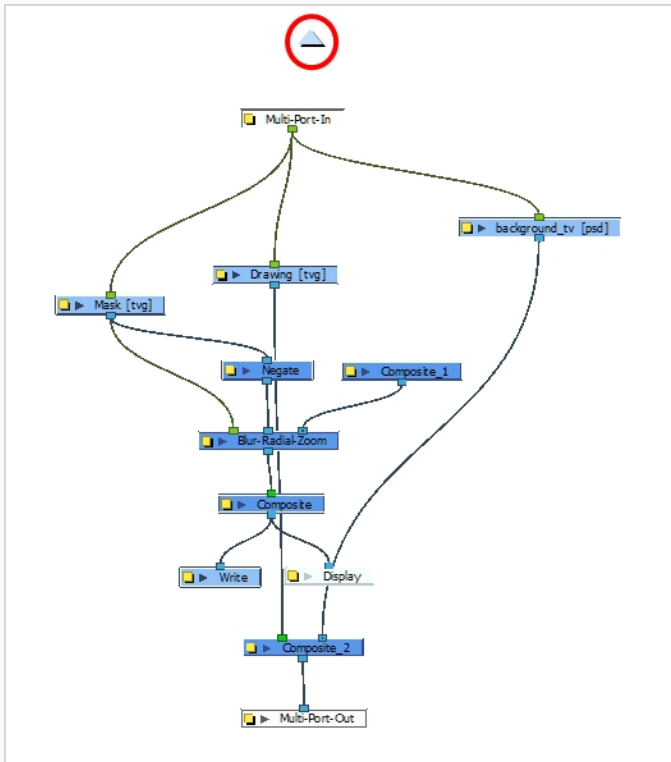 Multi-Port-In
background_tv [psd]
Drawing [tvg]
Mask [tvg]
Negate
Composite_1
Blur-Radial-Zoom
Composite
Write
Display
Composite_2
Multi-Port-Out